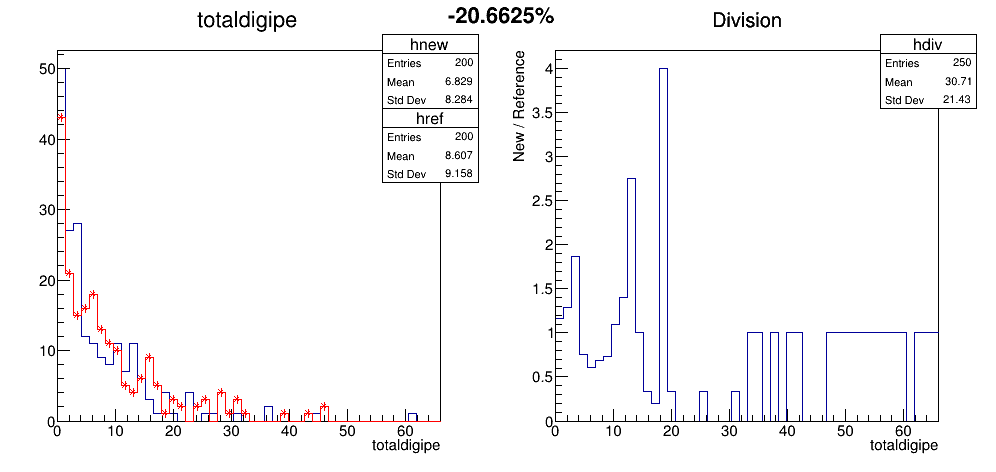 totaldigipe
-20.6625%
Division
hnew
Entries 200
Mean 6.829
Std Dev 8.284
href
Entries 200
Mean 8.607
Std Dev 9.158
50
40
30
20
10
0
0 10 20 30 40 50 60
totaldigipe
hdiv
Entries 250
Mean 30.71
Std Dev 21.43
New / Reference
4
3.5
3
2.5
2
1.5
1
0.5
0
0 10 20 30 40 50 60
totaldigipe